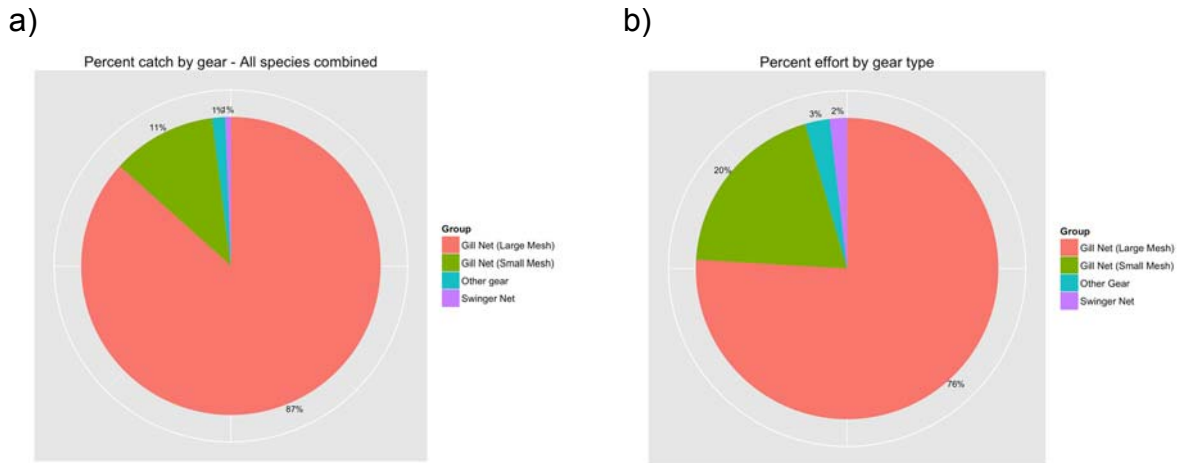 a)
Percent catch by gear - All species combined
1%
1%
11%
87%
Group
Gill Net (Large Mesh)
Gill Net (Small Mesh)
Other gear
Swinger Net
b)
Percent effort by gear type
3%
2%
20%
76%
Group
Gill Net (Large Mesh)
Gill Net (Small Mesh)
Other Gear
Swinger Net